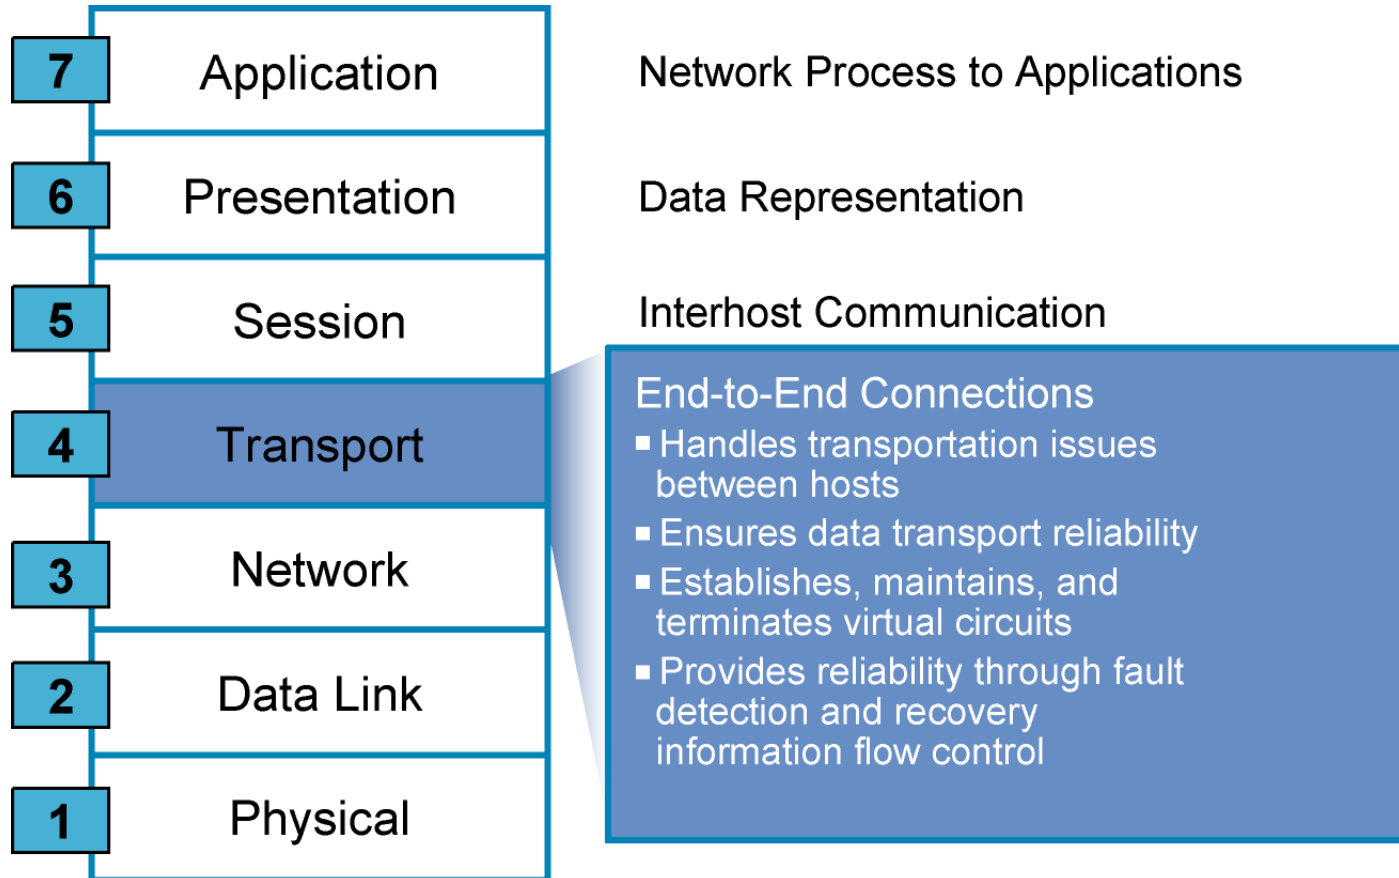 7 Application Network Process to Applications
6 Presentation Data Representation
5 Session Interhost Communication
4 Transport
End-to-End Connections
▪ Handles transportation issues
between hosts
▪ Ensures data transport reliability
▪ Establishes, maintains, and
terminates virtual circuits
▪ Provides reliability through fault
detection and recovery
information flow control
3 Network
2 Data Link
1 Physical